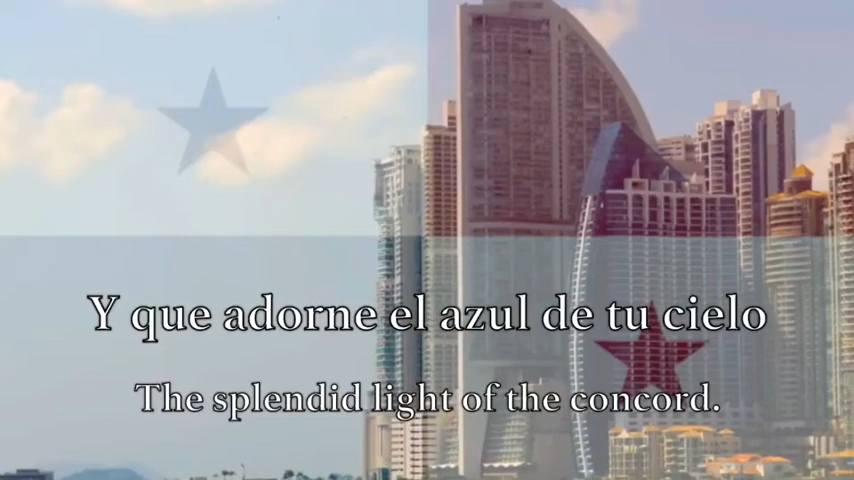 Y que adorne el azul de tu cielo
The splendid light of the concord.